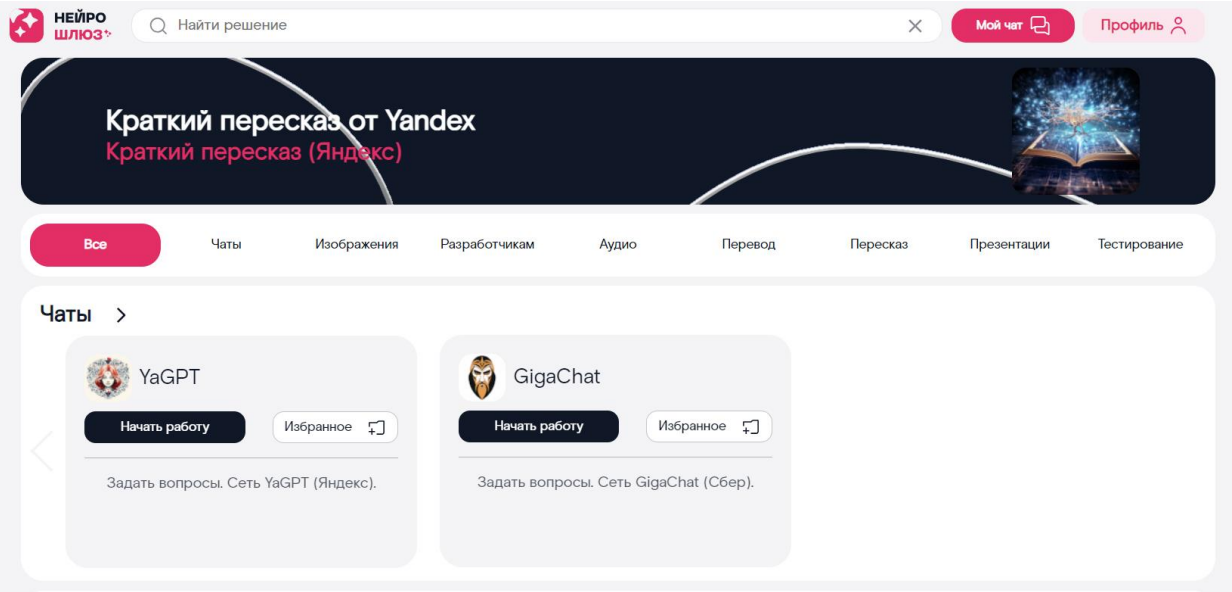 НЕЙРО
ШЛЮЗ
Найти решение
Мой чат
Профиль
Краткий пересказ от Yandex
Краткий пересказ (Яндекс)
Все Чаты Изображения Разработчикам Аудио Перевод Пересказ Презентации Тестирование
Чаты
YaGPT
Начать работу Избранное
Задать вопросы. Сеть YaGPT (Яндекс).
GigaChat
Начать работу Избранное
Задать вопросы. Сеть GigaChat (Сбер).